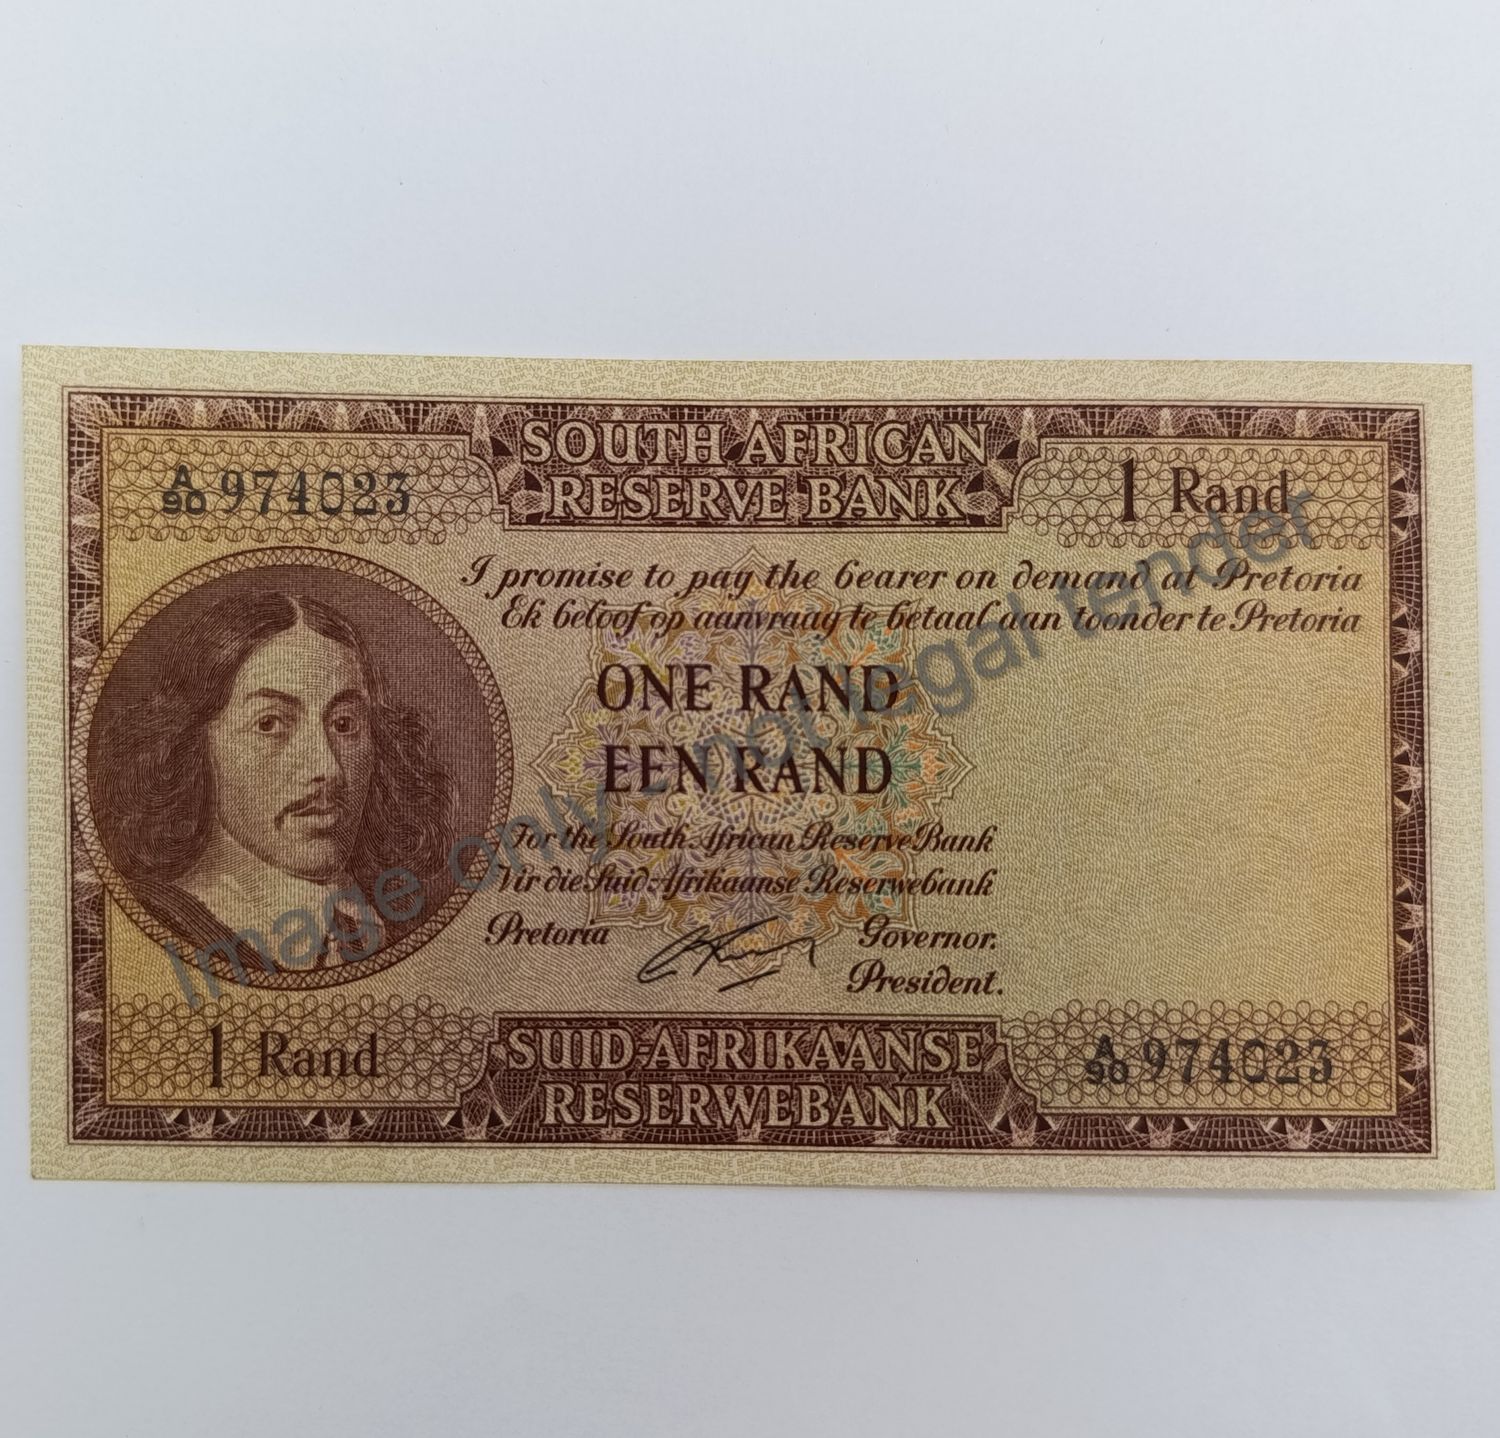 SOUTH AFRICAN
RESERVE BANK
A/90 974023
1 Rand
I promise to pay the bearer on demand at Pretoria
Ek beloof op aanvraag te betaal aan toonder te Pretoria
ONE RAND
EEN RAND
For the South African Reserve Bank
Vir die Suid-Afrikaanse Reserwebank
Pretoria
Governor.
President.
1 Rand
SUID-AFRIKAANSE
RESERWEBANK
A/90 974023
Image only - not legal tender